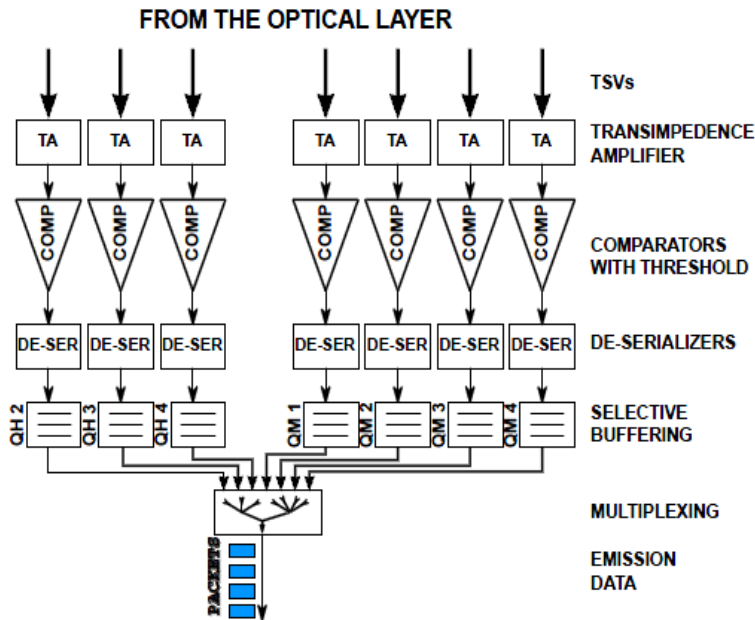 FROM THE OPTICAL LAYER
TSVs
TA TA TA TA TA TA TA
TRANSIMPEDENCE
AMPLIFIER
COMP COMP COMP COMP COMP COMP COMP
COMPARATORS
WITH THRESHOLD
DE-SER DE-SER DE-SER DE-SER DE-SER DE-SER DE-SER
DE-SERIALIZERS
QH 2 QH 3 QH 4 QM 1 QM 2 QM 3 QM 4
SELECTIVE
BUFFERING
MULTIPLEXING
PACKETS
EMISSION
DATA